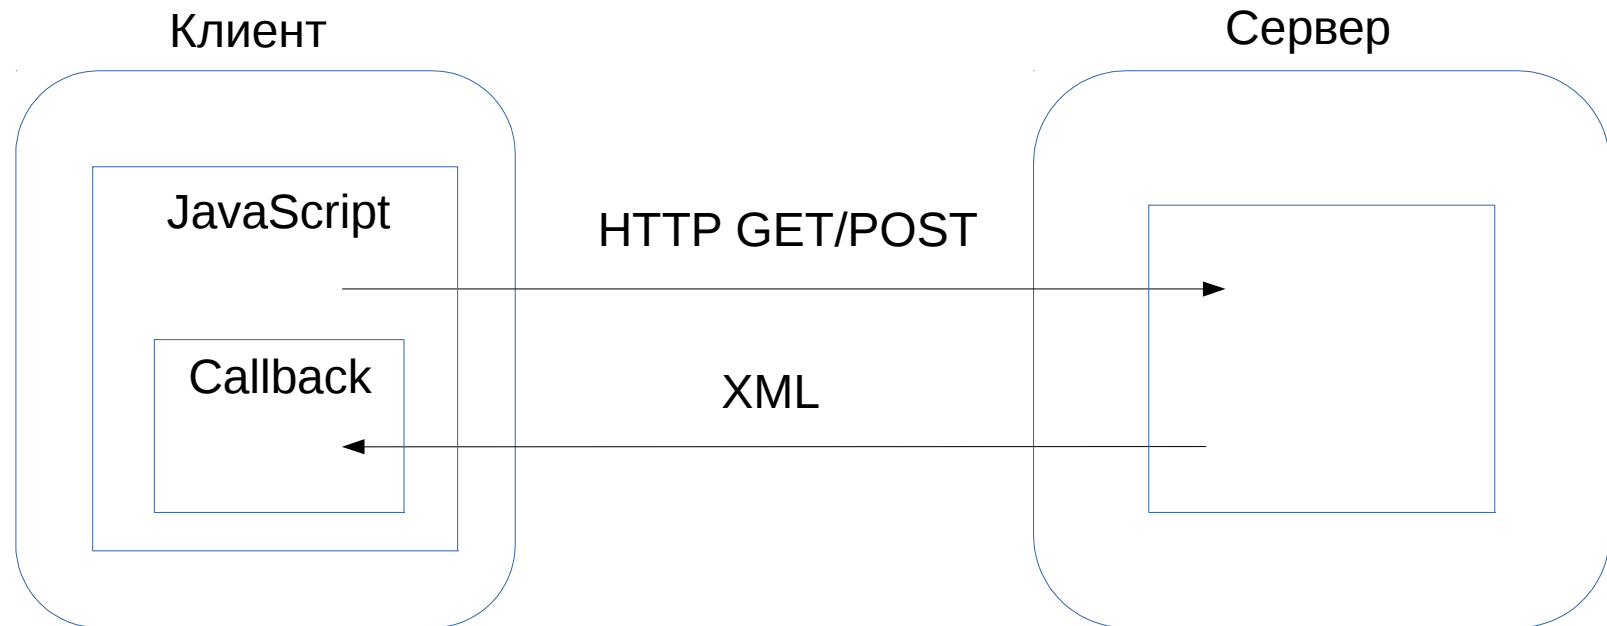 Клиент
Сервер
JavaScript
HTTP GET/POST
Callback
XML